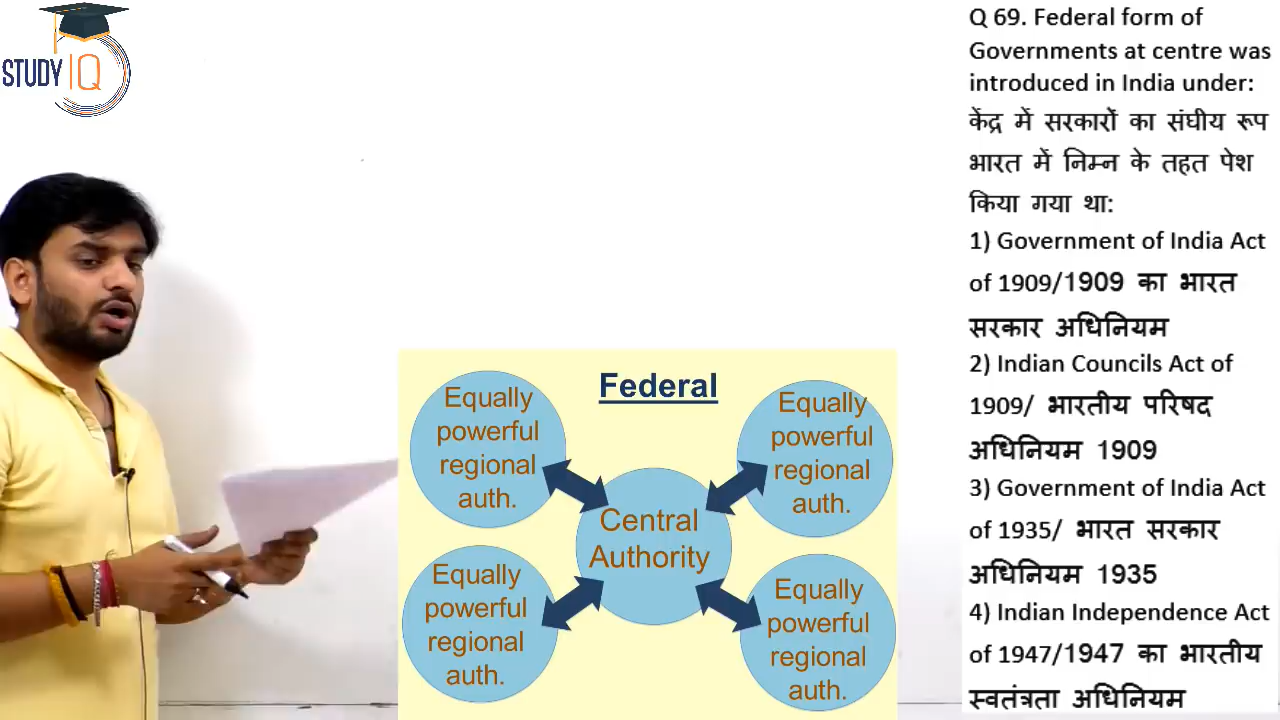 STUDY IQ
Q 69. Federal form of
Governments at centre was
introduced in India under:
केंद्र में सरकारों का संघीय रूप
भारत में निम्न के तहत पेश
किया गया था:
1) Government of India Act
of 1909/1909 का भारत
सरकार अधिनियम
2) Indian Councils Act of
1909/ भारतीय परिषद
अधिनियम 1909
3) Government of India Act
of 1935/ भारत सरकार
अधिनियम 1935
4) Indian Independence Act
of 1947/1947 का भारतीय
स्वतंत्रता अधिनियम
Federal
Equally
powerful
regional
auth.
Equally
powerful
regional
auth.
Central
Authority
Equally
powerful
regional
auth.
Equally
powerful
regional
auth.